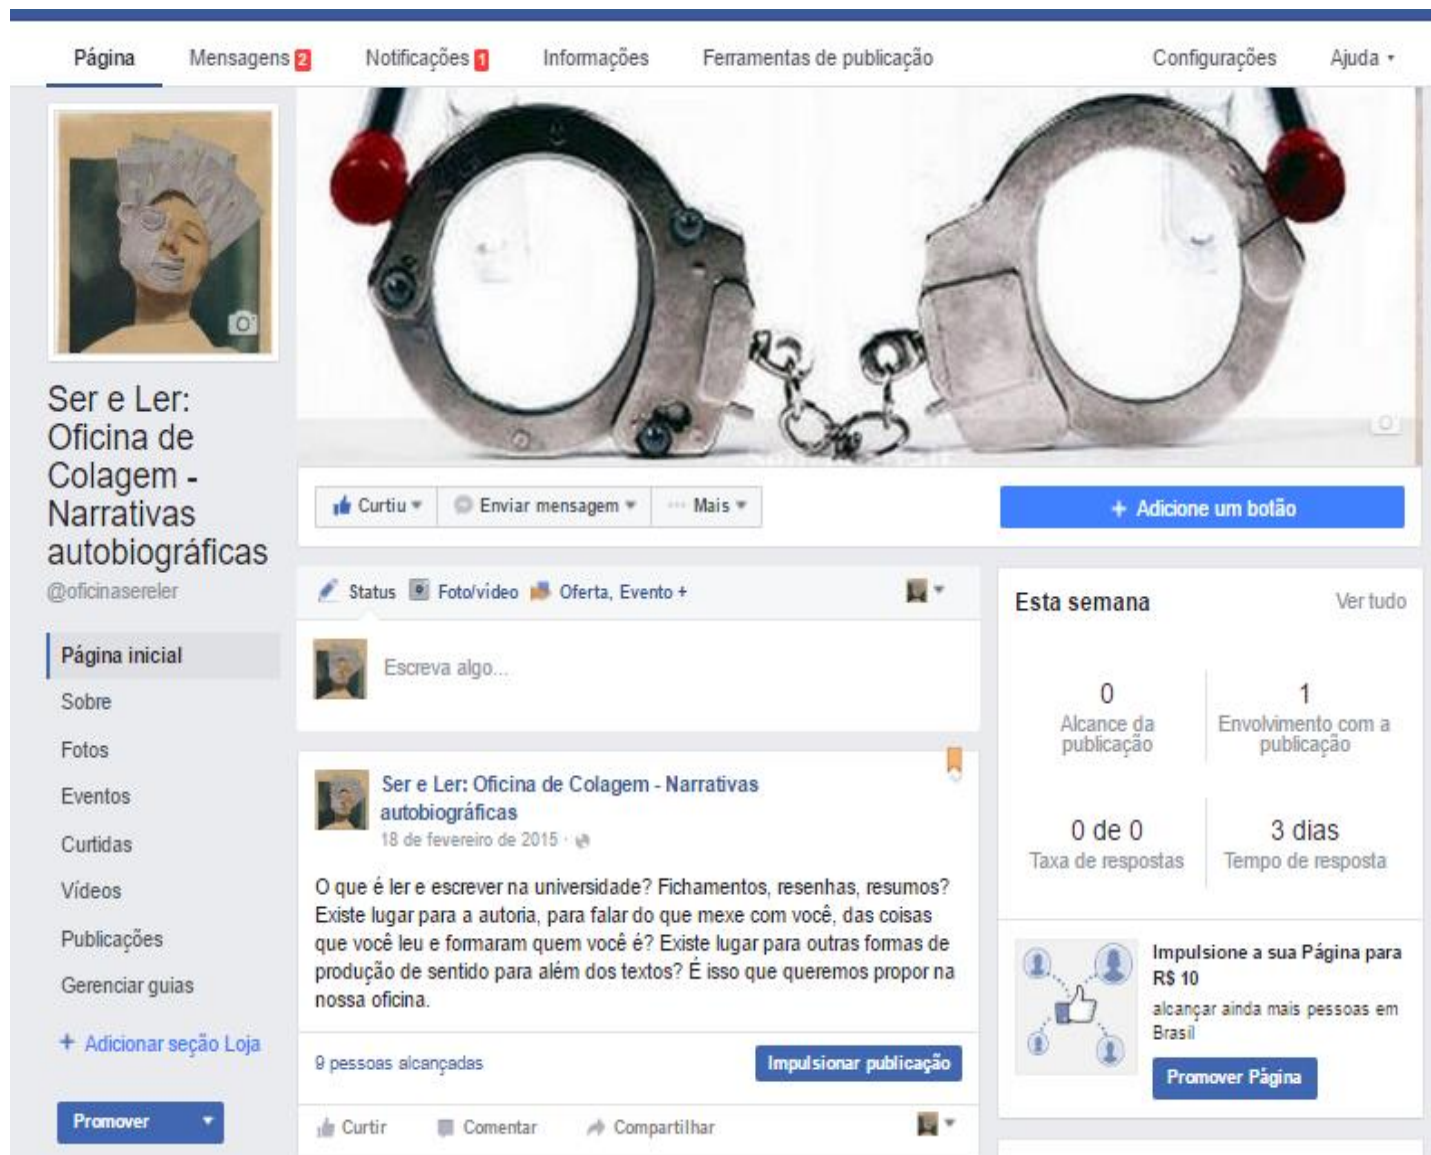 Página
Mensagens 2
Notificações 1
Informações
Ferramentas de publicação
Configurações
Ajuda
Ser e Ler:
Oficina de
Colagem -
Narrativas
autobiográficas
@oficinasereler
Página inicial
Sobre
Fotos
Eventos
Curtidas
Vídeos
Publicações
Gerenciar guias
+ Adicionar seção Loja
Promover
Curtiu
Enviar mensagem
··· Mais
+ Adicione um botão
Status
Foto/vídeo
Oferta, Evento +
Escreva algo...
Ser e Ler: Oficina de Colagem - Narrativas
autobiográficas
18 de fevereiro de 2015 ·
O que é ler e escrever na universidade? Fichamentos, resenhas, resumos?
Existe lugar para a autoria, para falar do que mexe com você, das coisas
que você leu e formaram quem você é? Existe lugar para outras formas de
produção de sentido para além dos textos? É isso que queremos propor na
nossa oficina.
9 pessoas alcançadas
Impulsionar publicação
Curtir
Comentar
Compartilhar
Esta semana
Ver tudo
0
Alcance da
publicação
1
Envolvimento com a
publicação
0 de 0
Taxa de respostas
3 dias
Tempo de resposta
Impulsione a sua Página para
R$ 10
alcançar ainda mais pessoas em
Brasil
Promover Página